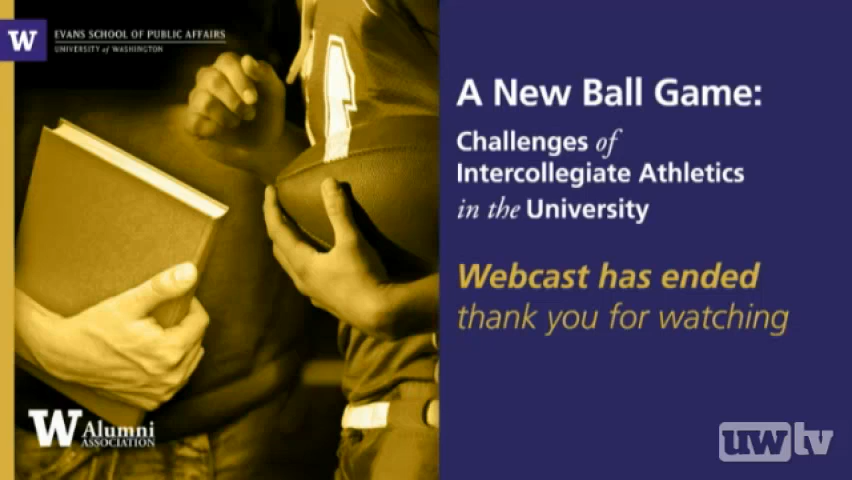 W
EVANS SCHOOL OF PUBLIC AFFAIRS
UNIVERSITY of WASHINGTON
A New Ball Game:
Challenges of
Intercollegiate Athletics
in the University
Webcast has ended
thank you for watching
W Alumni
ASSOCIATION
uwtv